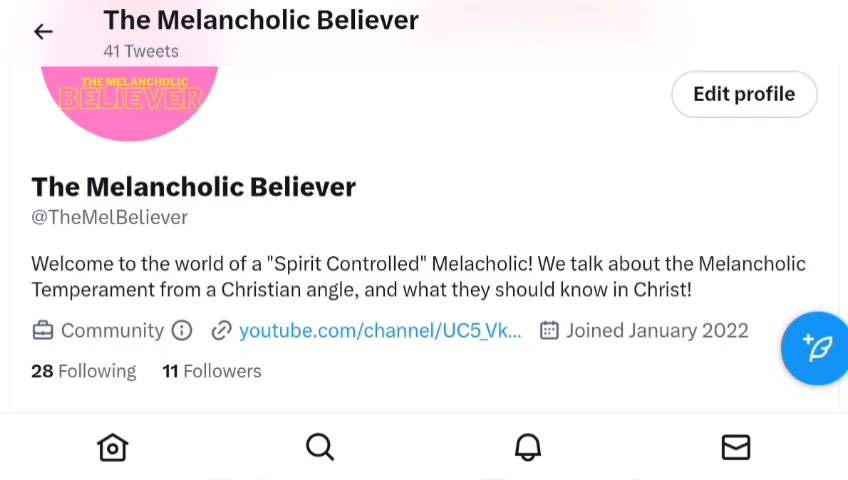 The Melancholic Believer
41 Tweets
THE MELANCHOLIC
BELIEVER
Edit profile
The Melancholic Believer
@TheMelBeliever
Welcome to the world of a "Spirit Controlled" Melacholic! We talk about the Melancholic
Temperament from a Christian angle, and what they should know in Christ!
Community youtube.com/channel/UC5_Vk... Joined January 2022
28 Following 11 Followers